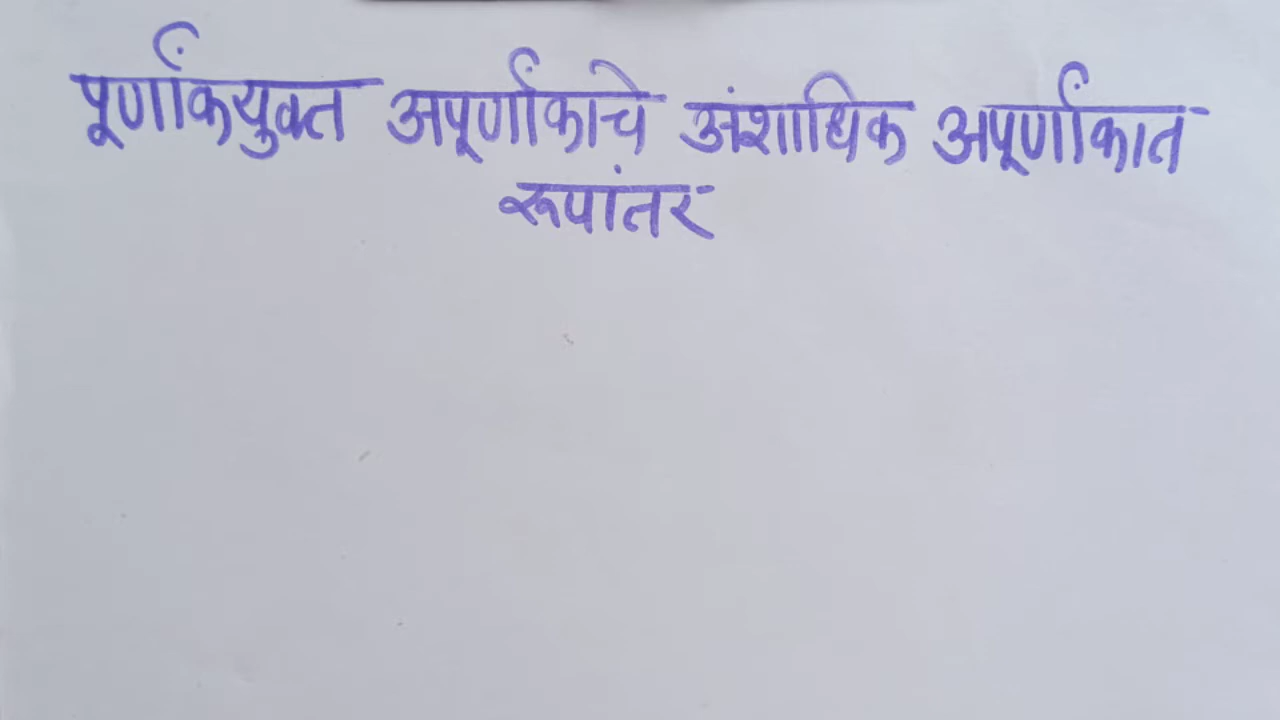 पूर्णांकयुक्त अपूर्णांकाचे अंशाधिक अपूर्णांकात
रूपांतर